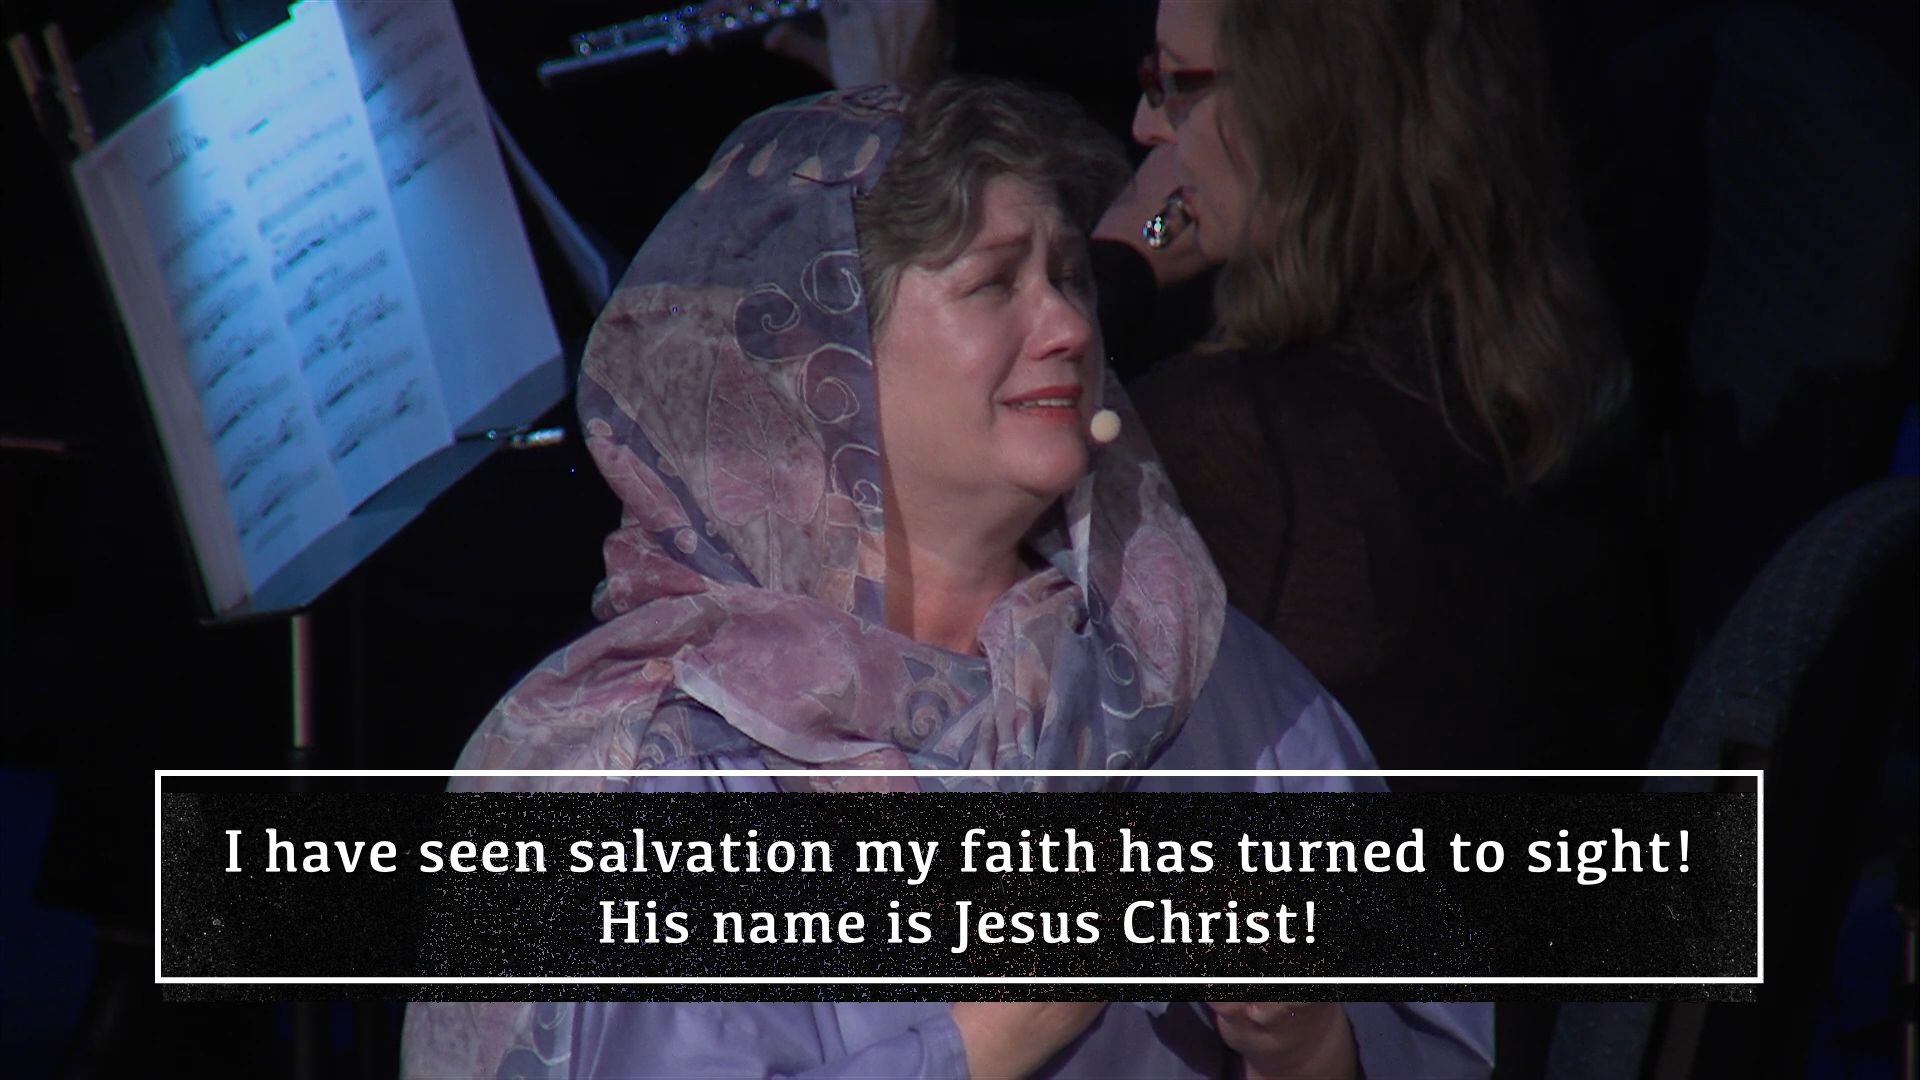 I have seen salvation my faith has turned to sight!
His name is Jesus Christ!